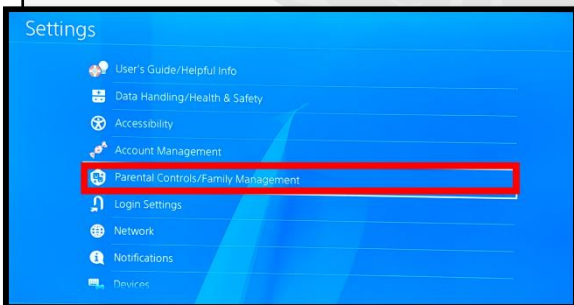 Settings
User's Guide/Helpful Info
Data Handling/Health & Safety
Accessibility
Account Management
Parental Controls/Family Management
Login Settings
Network
Notifications
Devices